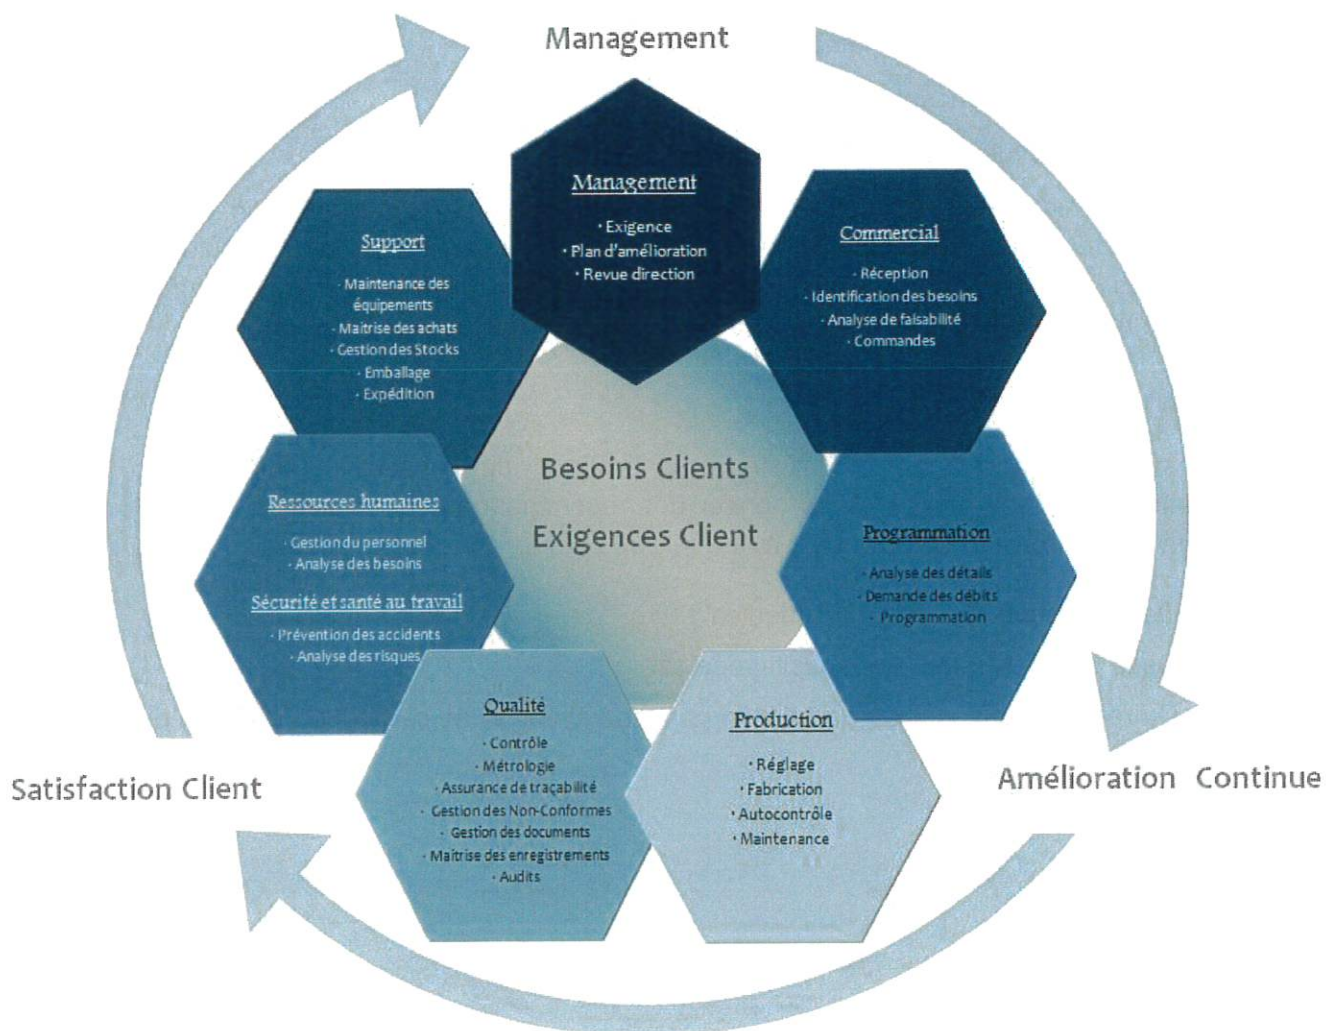 Management
Management
· Exigence
· Plan d'amélioration
· Revue direction
Commercial
· Réception
· Identification des besoins
· Analyse de faisabilité
· Commandes
Programmation
· Analyse des détails
· Demande des débits
· Programmation
Production
· Réglage
· Fabrication
· Autocontrôle
· Maintenance
Qualité
· Contrôle
· Métrologie
· Assurance de traçabilité
· Gestion des Non-Conformes
· Gestion des documents
· Maitrise des enregistrements
· Audits
Ressources humaines
· Gestion du personnel
· Analyse des besoins
Sécurité et santé au travail
· Prévention des accidents
· Analyse des risques
Support
· Maintenance des
équipements
· Maitrise des achats
· Gestion des Stocks
· Emballage
· Expédition
Besoins Clients
Exigences Client
Amélioration Continue
Satisfaction Client